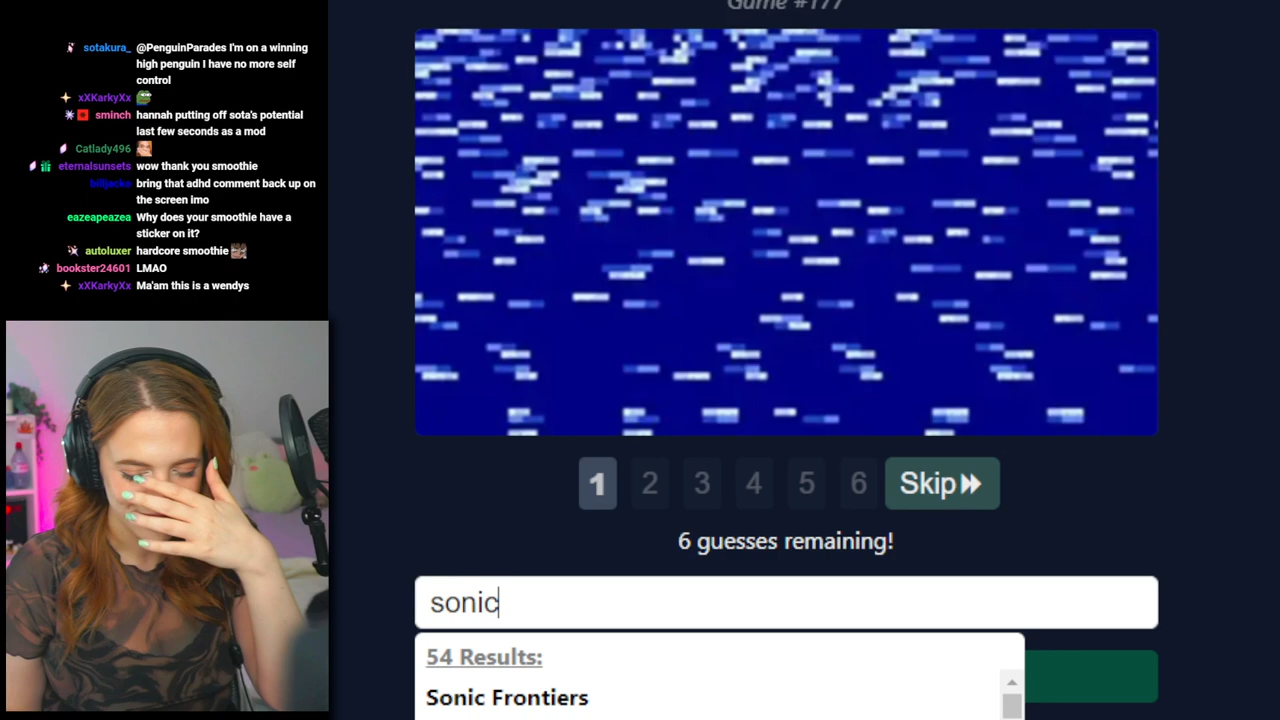 Game #177
sotakura_ @PenguinParades I'm on a winning
high penguin I have no more self
control
xXKarkyXx
sminch hannah putting off sota's potential
last few seconds as a mod
Catlady496
eternalsunsets wow thank you smoothie
billjacks bring that adhd comment back up on
the screen imo
eazeapeazea Why does your smoothie have a
sticker on it?
autoluxer hardcore smoothie
bookster24601 LMAO
xXKarkyXx Ma'am this is a wendys
1 2 3 4 5 6 Skip
6 guesses remaining!
sonic
54 Results:
Sonic Frontiers